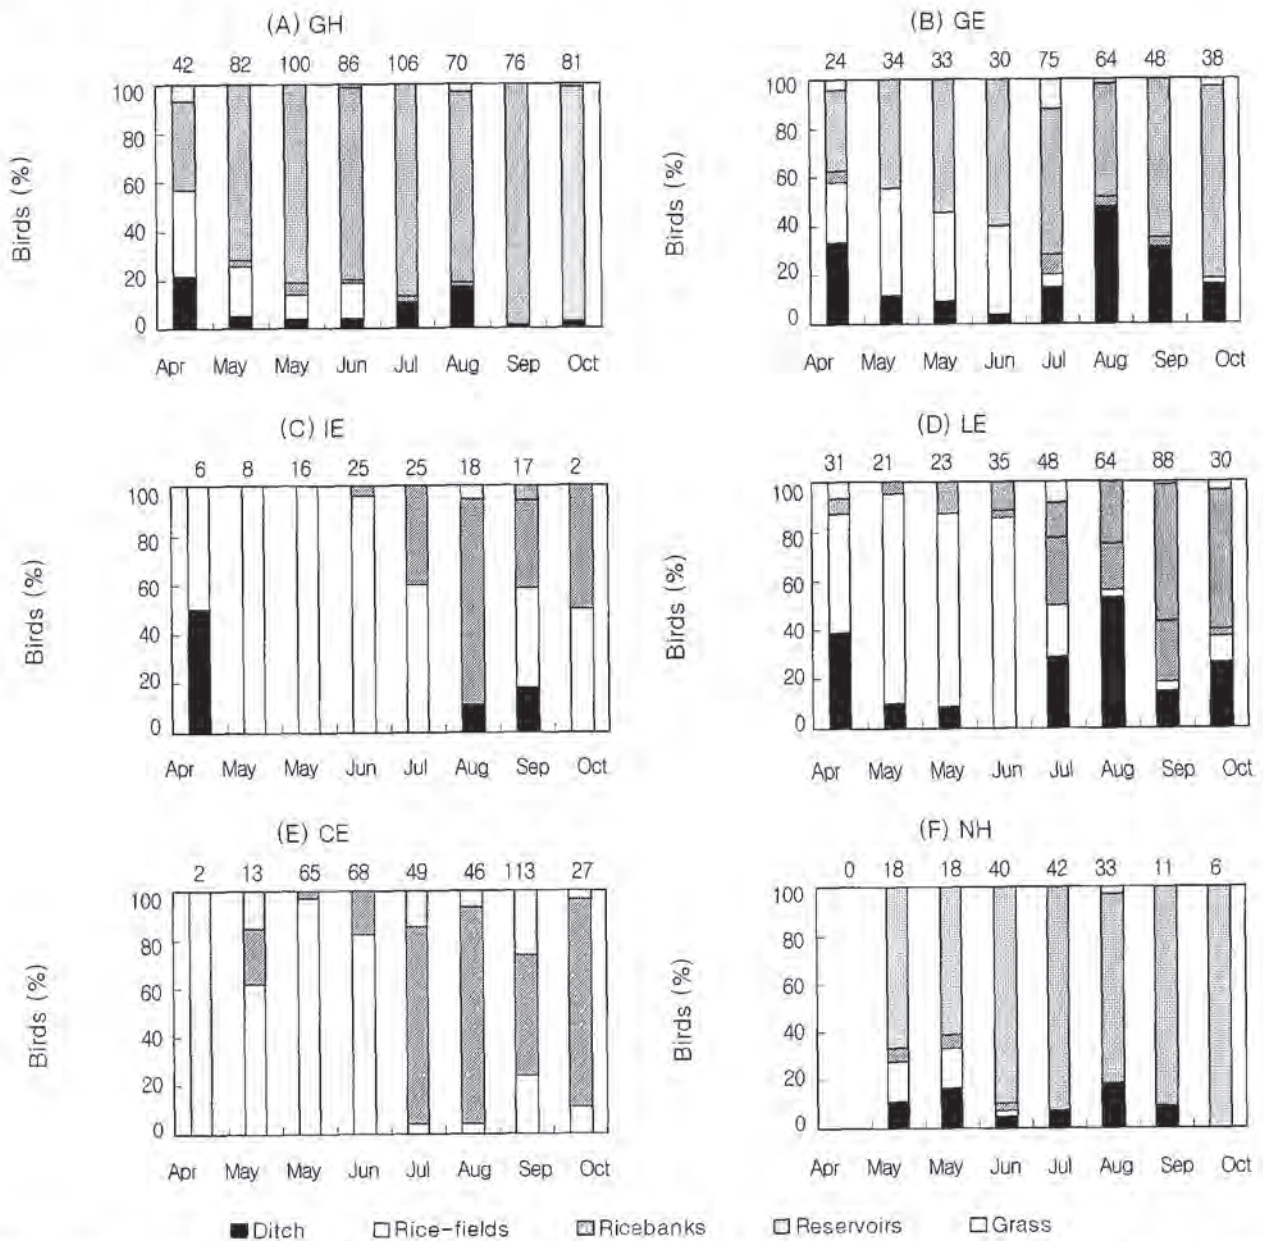 (A) GH
42 82 100 86 106 70 76 81
100
80
60
40
20
0
Birds (%)
Apr May May Jun Jul Aug Sep Oct
(B) GE
24 34 33 30 75 64 48 38
100
80
60
40
20
0
Birds (%)
Apr May May Jun Jul Aug Sep Oct
(C) IE
6 8 16 25 25 18 17 2
100
80
60
40
20
0
Birds (%)
Apr May May Jun Jul Aug Sep Oct
(D) LE
31 21 23 35 48 64 88 30
100
80
60
40
20
0
Birds (%)
Apr May May Jun Jul Aug Sep Oct
(E) CE
2 13 65 68 49 46 113 27
100
80
60
40
20
0
Birds (%)
Apr May May Jun Jul Aug Sep Oct
(F) NH
0 18 18 40 42 33 11 6
100
80
60
40
20
0
Birds (%)
Apr May May Jun Jul Aug Sep Oct
Ditch Rice-fields Ricebanks Reservoirs Grass